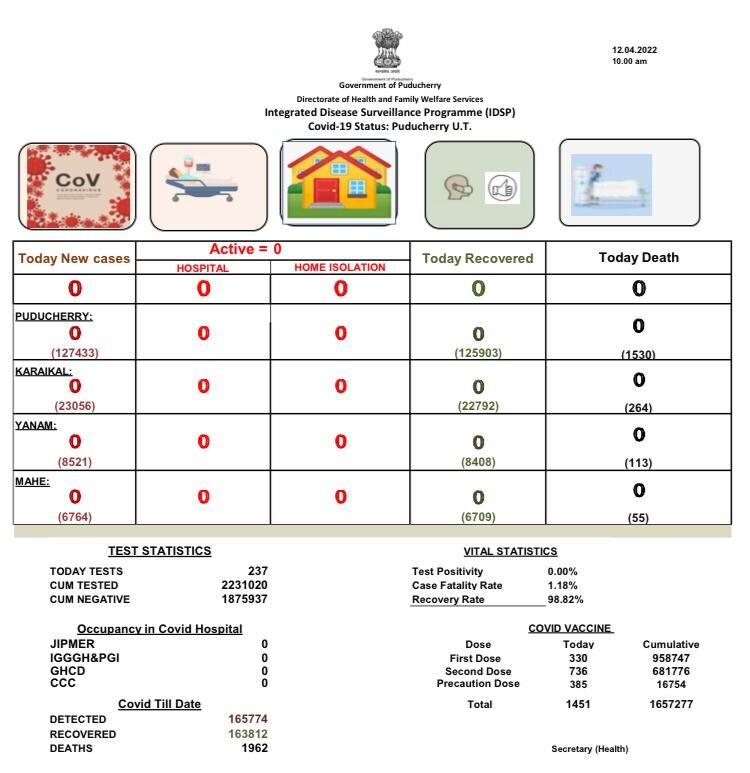 12.04.2022
10.00 am
सत्यमेव जयते
Government of Puducherry
Government of Puducherry
Directorate of Health and Family Welfare Services
Integrated Disease Surveillance Programme (IDSP)
Covid-19 Status: Puducherry U.T.
CoV
CORONAVIRUS
Today New cases Active = 0 Today Recovered Today Death
HOSPITAL HOME ISOLATION
0 0 0 0 0
PUDUCHERRY:
0 0 0 0 0
(127433) (125903) (1530)
KARAIKAL:
0 0 0 0 0
(23056) (22792) (264)
YANAM:
0 0 0 0 0
(8521) (8408) (113)
MAHE:
0 0 0 0 0
(6764) (6709) (55)
TEST STATISTICS
TODAY TESTS 237
CUM TESTED 2231020
CUM NEGATIVE 1875937
VITAL STATISTICS
Test Positivity 0.00%
Case Fatality Rate 1.18%
Recovery Rate 98.82%
Occupancy in Covid Hospital
JIPMER 0
IGGGH&PGI 0
GHCD 0
CCC 0
COVID VACCINE
Dose Today Cumulative
First Dose 330 958747
Second Dose 736 681776
Precaution Dose 385 16754
Total 1451 1657277
Covid Till Date
DETECTED 165774
RECOVERED 163812
DEATHS 1962
Secretary (Health)